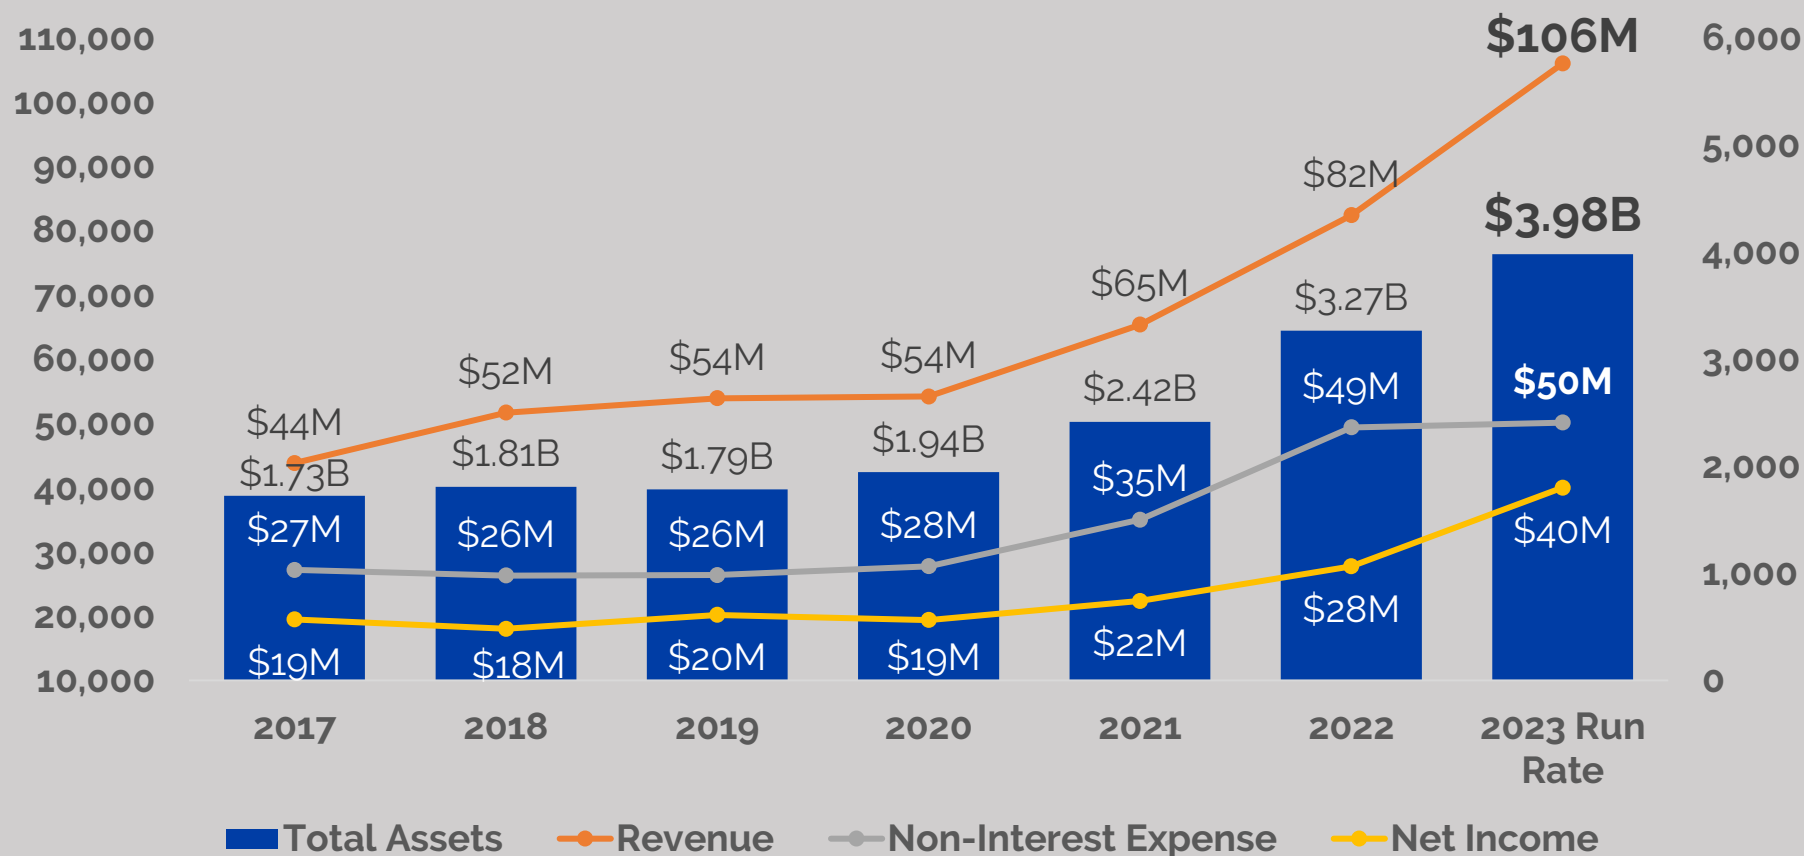 110,000
100,000
90,000
80,000
70,000
60,000
50,000
40,000
30,000
20,000
10,000
6,000
5,000
4,000
3,000
2,000
1,000
0
$44M
$52M
$54M
$54M
$65M
$82M
$106M
$1.73B
$1.81B
$1.79B
$1.94B
$2.42B
$3.27B
$3.98B
$27M
$26M
$26M
$28M
$35M
$49M
$50M
$19M
$18M
$20M
$19M
$22M
$28M
$40M
2017
2018
2019
2020
2021
2022
2023 Run
Rate
Total Assets
Revenue
Non-Interest Expense
Net Income